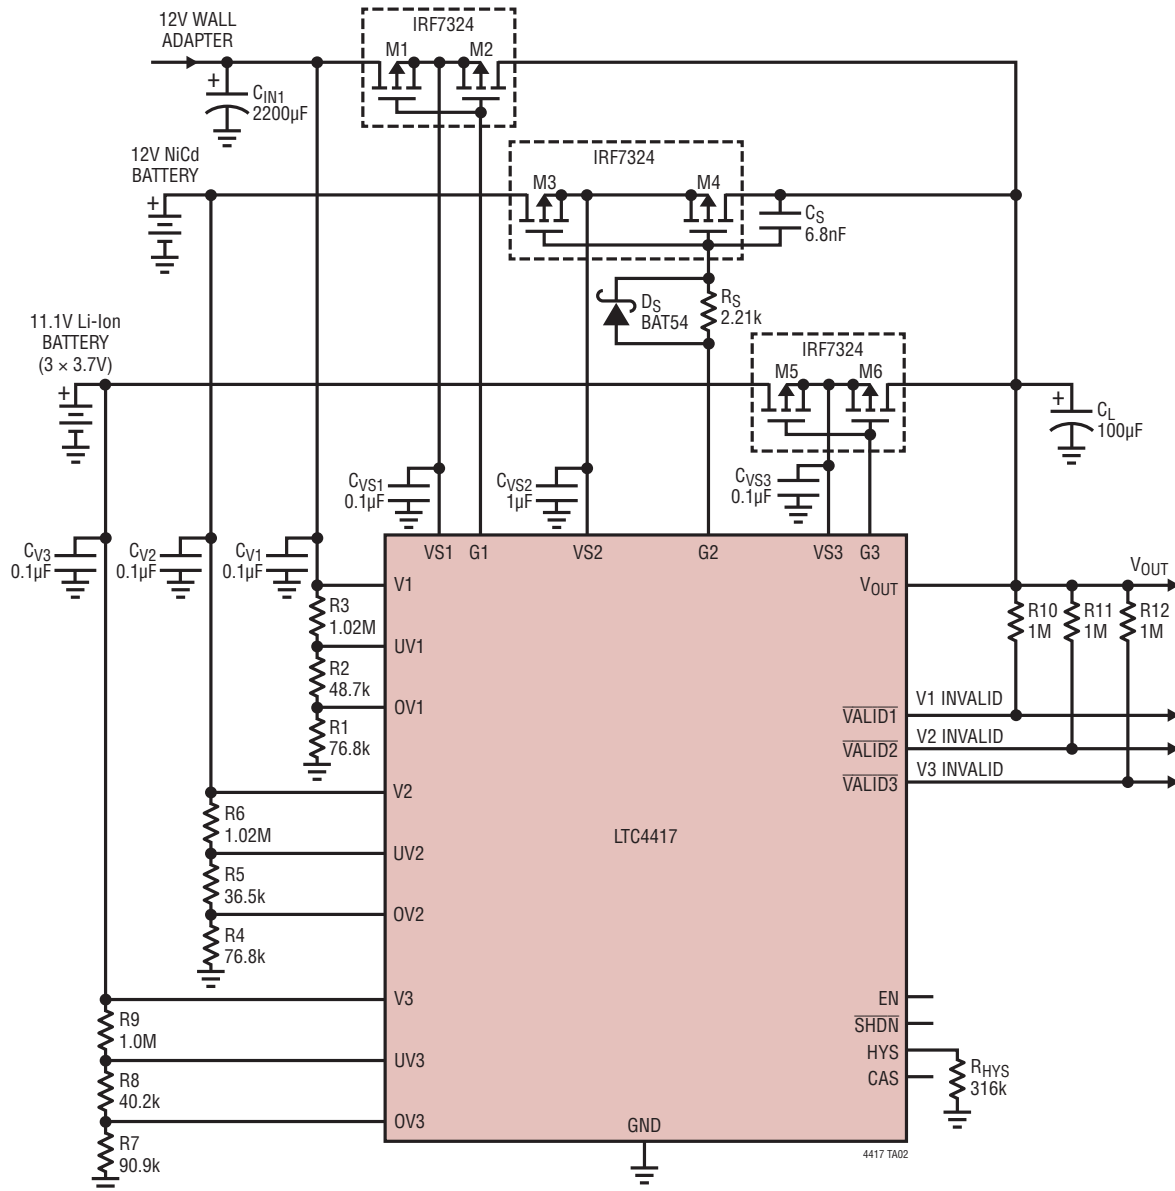 12V WALL
ADAPTER
IRF7324
M1
M2
+
CIN1
2200µF
12V NiCd
BATTERY
IRF7324
+
M3
M4
CS
6.8nF
11.1V Li-Ion
BATTERY
(3 × 3.7V)
DS
BAT54
RS
2.21k
IRF7324
+
M5
M6
+
CL
100µF
CVS1
0.1µF
CVS2
1µF
CVS3
0.1µF
CV3
0.1µF
CV2
0.1µF
CV1
0.1µF
VS1
G1
VS2
G2
VS3
G3
V1
VOUT
VOUT
R3
1.02M
R10
1M
R11
1M
R12
1M
UV1
R2
48.7k
OV1
VALID1
V1 INVALID
R1
76.8k
VALID2
V2 INVALID
VALID3
V3 INVALID
V2
R6
1.02M
LTC4417
UV2
R5
36.5k
OV2
R4
76.8k
V3
EN
R9
1.0M
SHDN
UV3
HYS
RHYS
316k
R8
40.2k
CAS
OV3
GND
R7
90.9k
4417 TA02